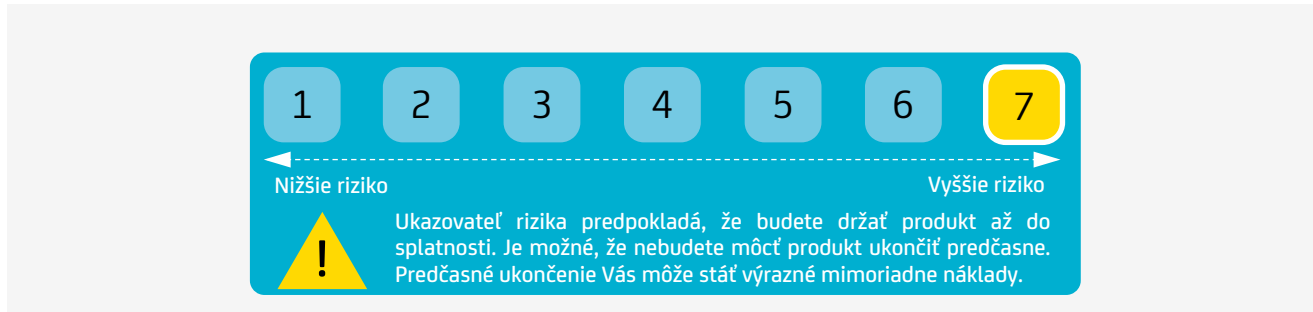 1 2 3 4 5 6 7
Nižšie riziko Vyššie riziko
!
Ukazovateľ rizika predpokladá, že budete držať produkt až do
splatnosti. Je možné, že nebudete môcť produkt ukončiť predčasne.
Predčasné ukončenie Vás môže stáť výrazné mimoriadne náklady.